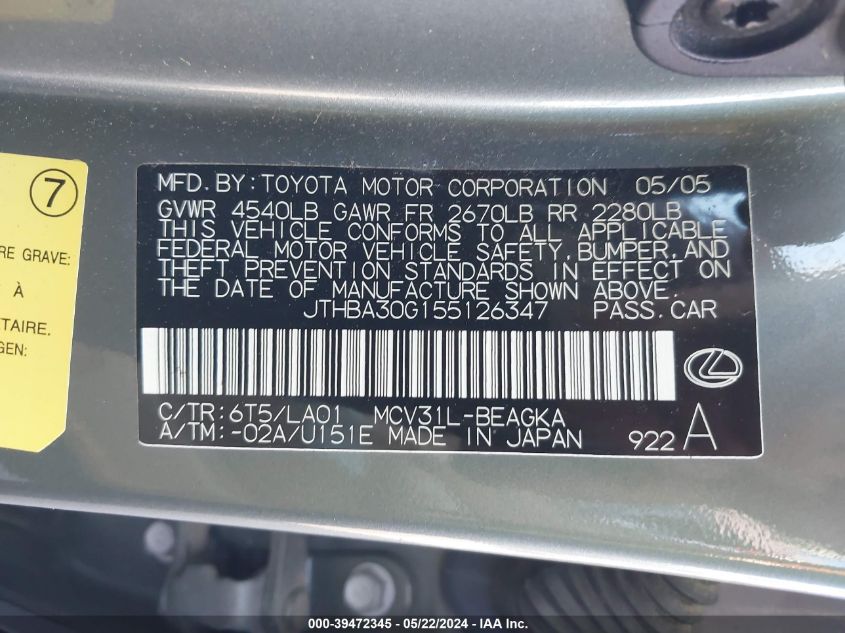 7
RE GRAVE:
À
TAIRE.
GEN:
MFD. BY: TOYOTA MOTOR CORPORATION 05/05
GVWR 4540LB GAWR FR 2670LB RR 2280LB
THIS VEHICLE CONFORMS TO ALL APPLICABLE
FEDERAL MOTOR VEHICLE SAFETY, BUMPER, AND
THEFT PREVENTION STANDARDS IN EFFECT ON
THE DATE OF MANUFACTURE SHOWN ABOVE.
JTHBA30G155126347 PASS. CAR
C/TR: 6T5/LA01 MCV31L-BEAGKA
A/TM: -02A/U151E MADE IN JAPAN 922 A
000-39472345 - 05/22/2024 - IAA Inc.